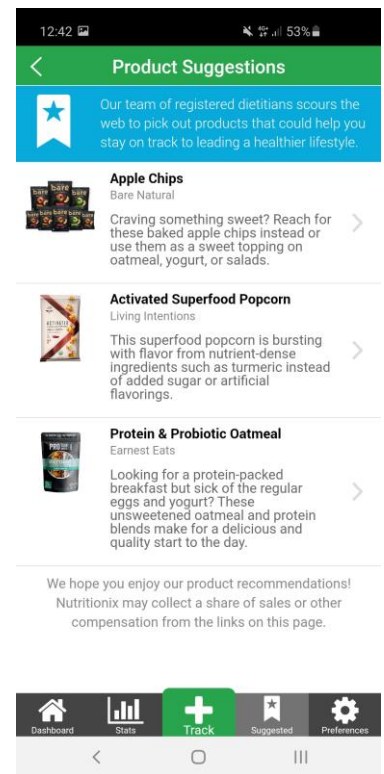 12:42
4G+ 53%
Product Suggestions
Our team of registered dietitians scours the
web to pick out products that could help you
stay on track to leading a healthier lifestyle.
Apple Chips
Bare Natural
bare bare bare
Craving something sweet? Reach for
these baked apple chips instead or
use them as a sweet topping on
oatmeal, yogurt, or salads.
Activated Superfood Popcorn
Living Intentions
ACTIVATED
This superfood popcorn is bursting
with flavor from nutrient-dense
ingredients such as turmeric instead
of added sugar or artificial
flavorings.
Protein & Probiotic Oatmeal
Earnest Eats
PRO
Looking for a protein-packed
breakfast but sick of the regular
eggs and yogurt? These
unsweetened oatmeal and protein
blends make for a delicious and
quality start to the day.
We hope you enjoy our product recommendations!
Nutritionix may collect a share of sales or other
compensation from the links on this page.
Dashboard Stats Track Suggested Preferences